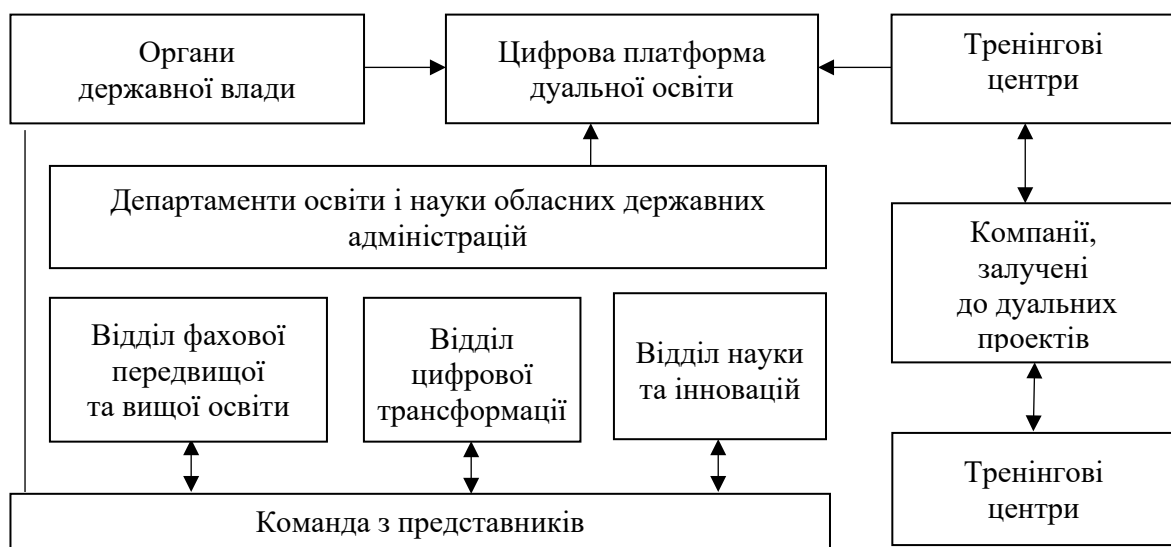 Органи
державної влади
Цифрова платформа
дуальної освіти
Тренінгові
центри
Департаменти освіти і науки обласних державних
адміністрацій
Компанії,
залучені
до дуальних
проектів
Відділ фахової
передвищої
та вищої освіти
Відділ
цифрової
трансформації
Відділ науки
та інновацій
Тренінгові
центри
Команда з представників